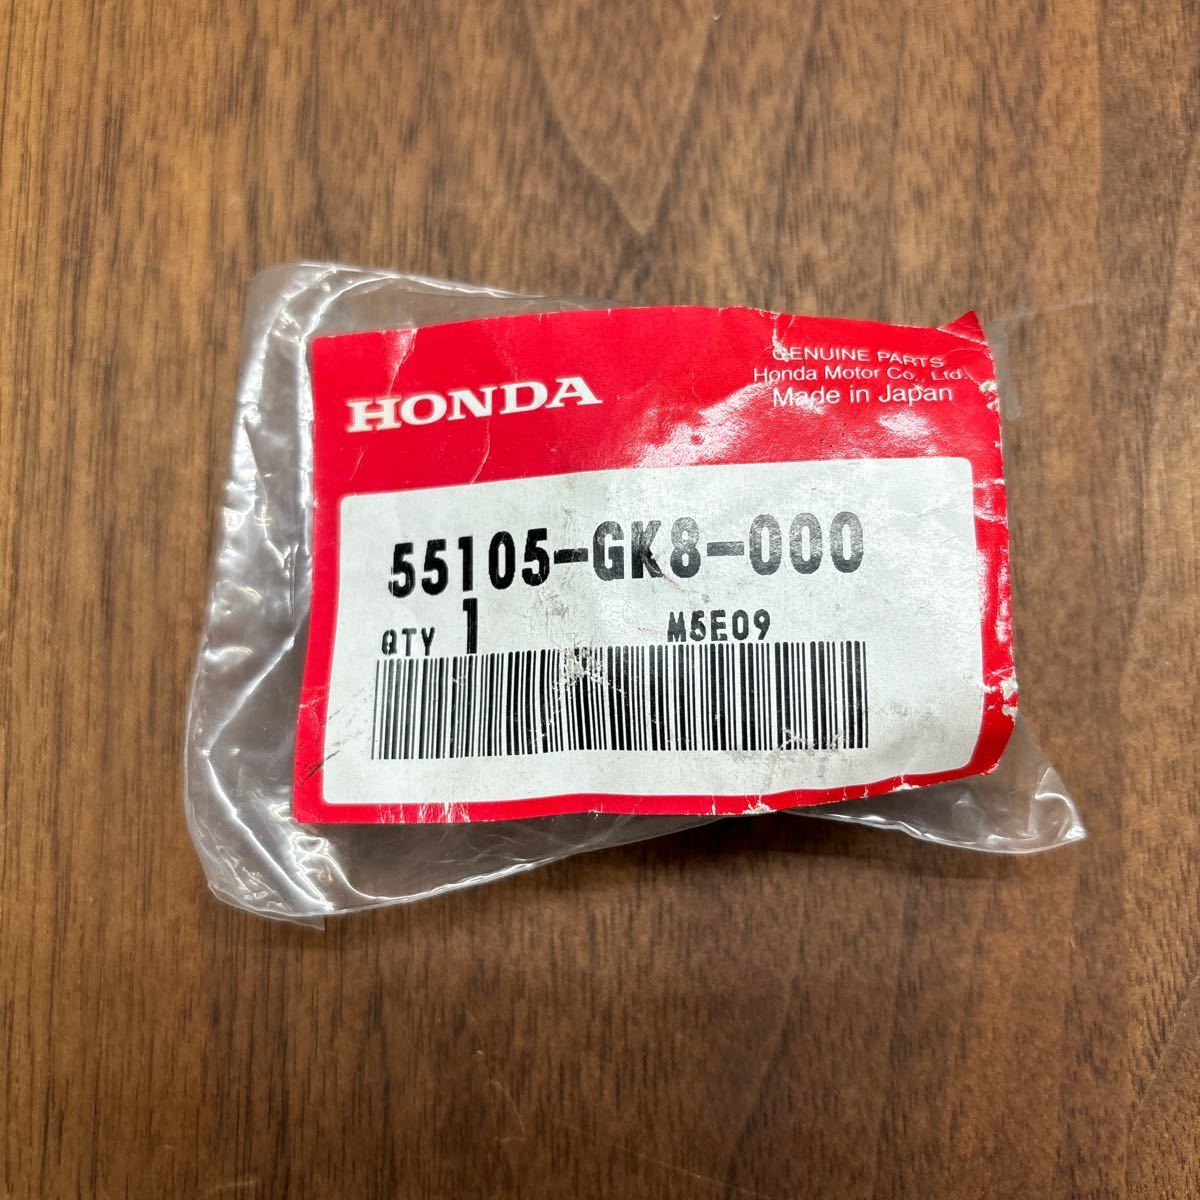 HONDA
GENUINE PARTS
Honda Motor Co., Ltd.
Made in Japan
55105-GK8-000
QTY 1 M5E09